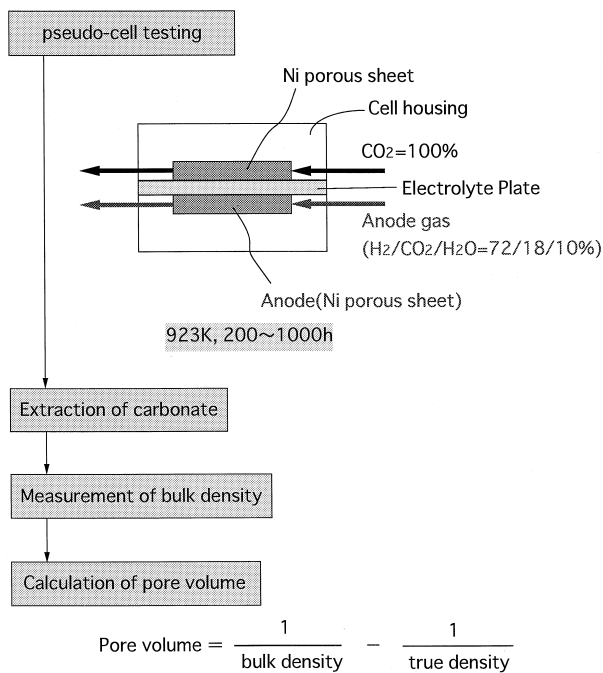 pseudo-cell testing
Ni porous sheet
Cell housing
CO2=100%
Electrolyte Plate
Anode gas
(H2/CO2/H2O=72/18/10%)
Anode(Ni porous sheet)
923K, 200～1000h
Extraction of carbonate
Measurement of bulk density
Calculation of pore volume
Pore volume = 1 / bulk density − 1 / true density